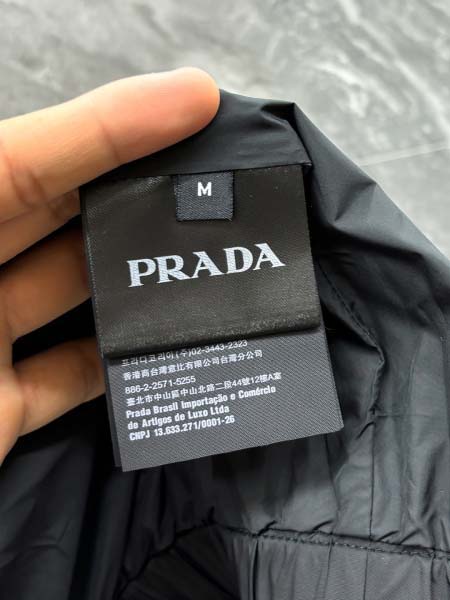 M
PRADA
프라다코리아(주)02-3443-2323
香港商台灣意比有限公司台灣分公司
886-2-2571-5255
臺北市中山區中山北路二段44號12樓A室
Prada Brasil Importação e Comércio
de Artigos de Luxo Ltda
CNPJ 13.633.271/0001-26